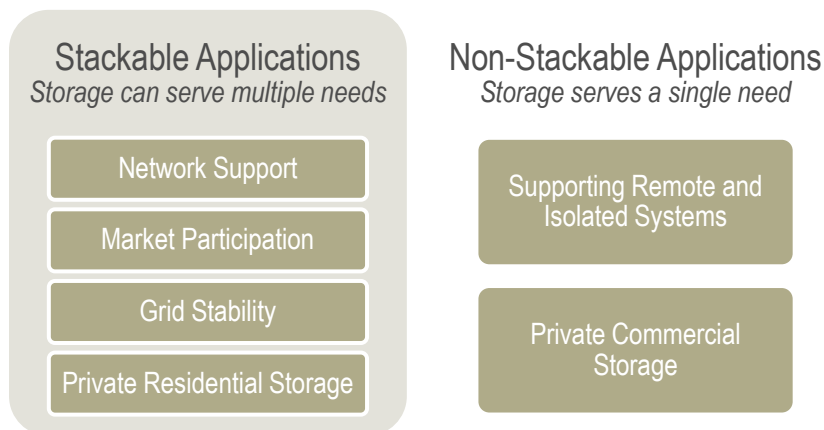 Stackable Applications
Storage can serve multiple needs
Network Support
Market Participation
Grid Stability
Private Residential Storage
Non-Stackable Applications
Storage serves a single need
Supporting Remote and
Isolated Systems
Private Commercial
Storage